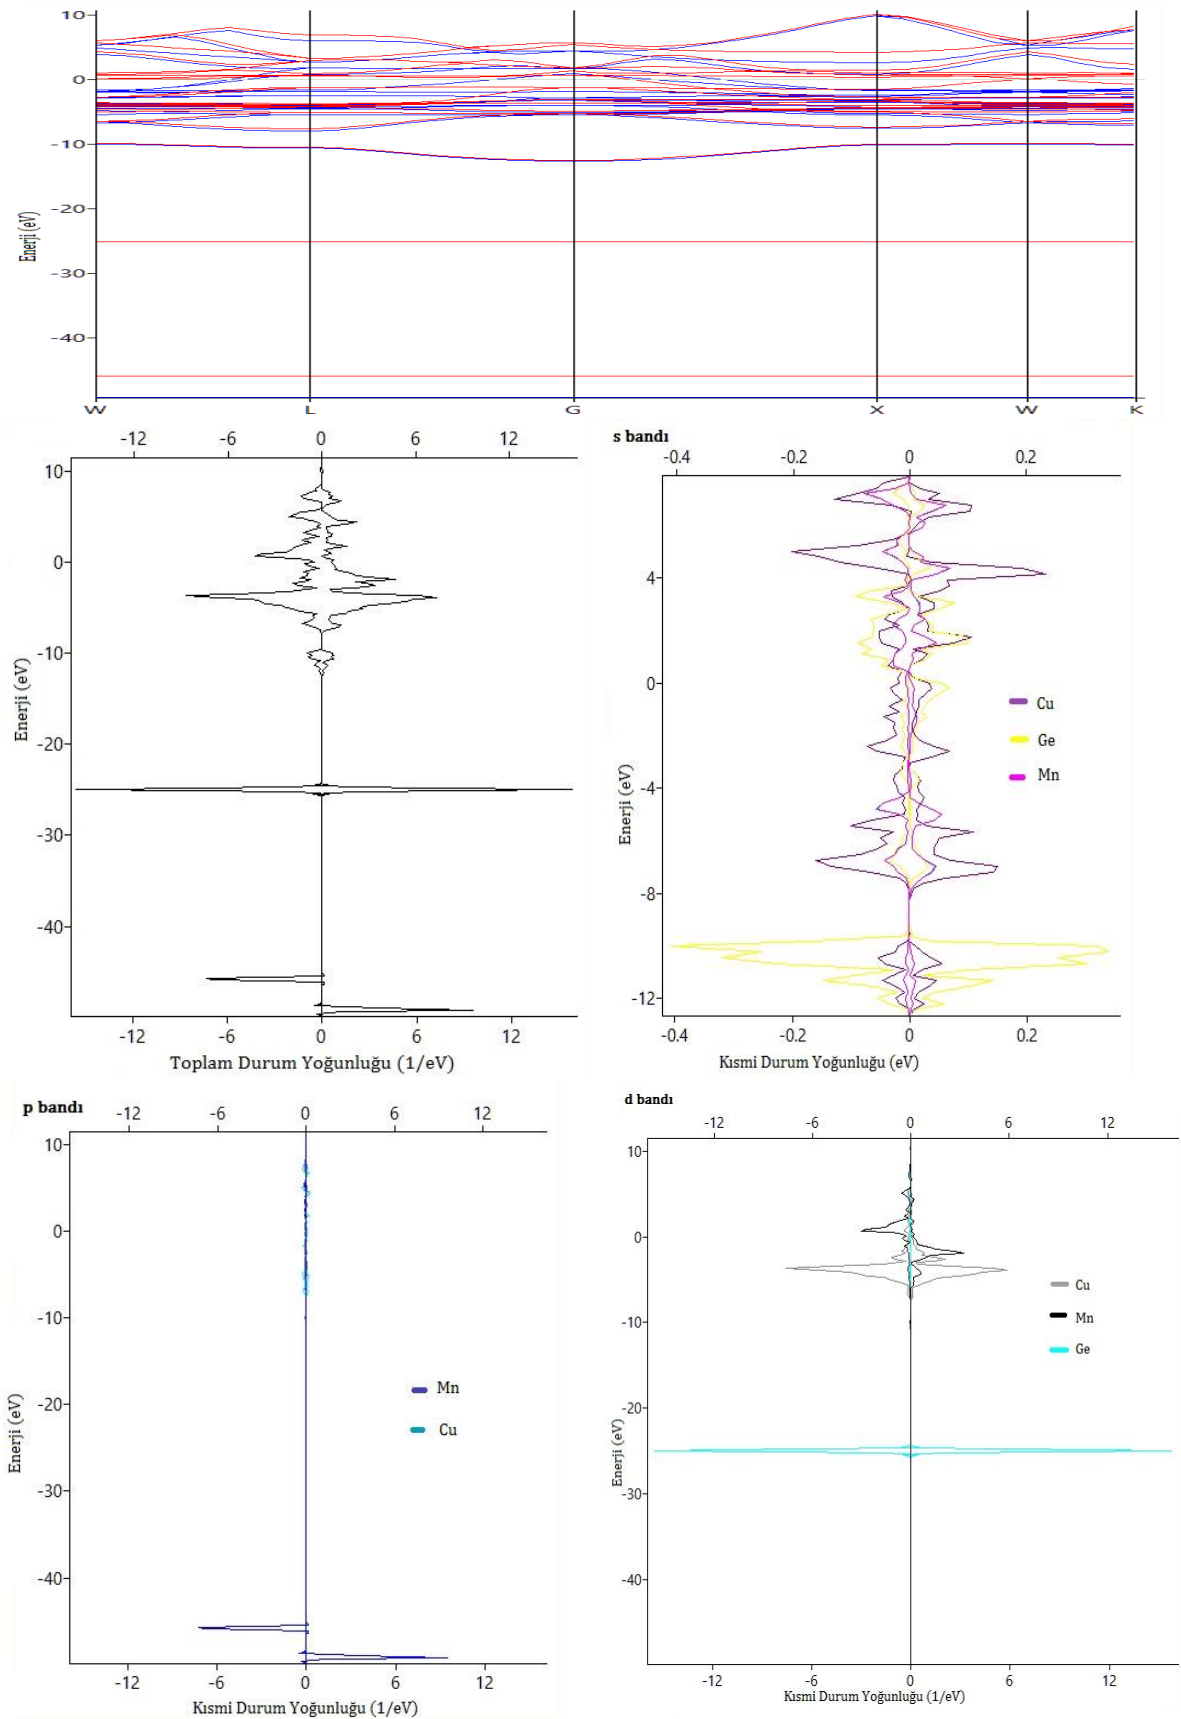 10
0
-10
-20
-30
-40
Enerji (eV)
W L G X W K
-12 -6 0 6 12
10
0
-10
-20
-30
-40
Enerji (eV)
-12 -6 0 6 12
Toplam Durum Yoğunluğu (1/eV)
s bandı
-0.4 -0.2 0 0.2
4
0
-4
-8
-12
Enerji (eV)
Cu
Ge
Mn
-0.4 -0.2 0 0.2
Kısmi Durum Yoğunluğu (eV)
p bandı
-12 -6 0 6 12
10
0
-10
-20
-30
-40
Enerji (eV)
Mn
Cu
-12 -6 0 6 12
Kısmi Durum Yoğunluğu (1/eV)
d bandı
-12 -6 0 6 12
10
0
-10
-20
-30
-40
Enerji (eV)
Cu
Mn
Ge
-12 -6 0 6 12
Kısmi Durum Yoğunluğu (1/eV)